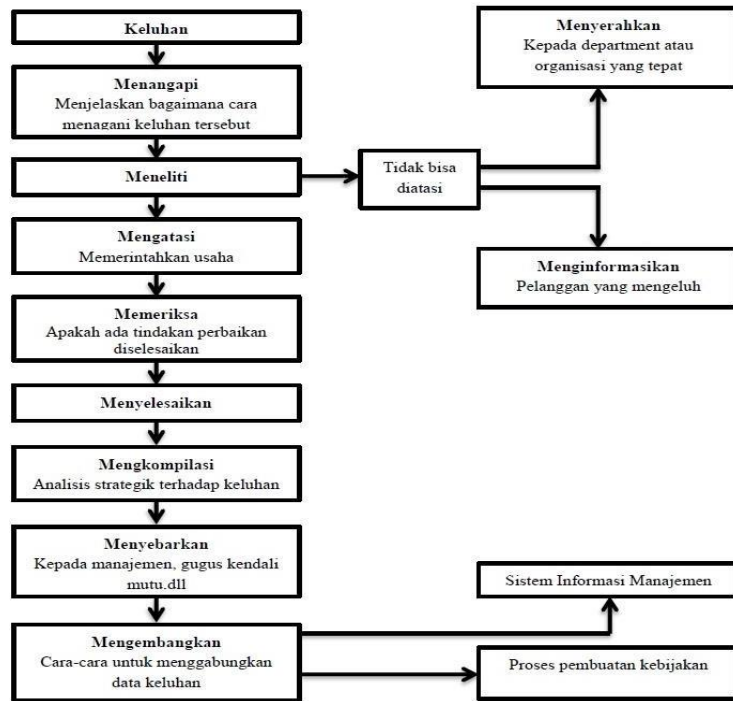 Keluhan
Menangapi
Menjelaskan bagaimana cara
menagani keluhan tersebut
Meneliti
Mengatasi
Memerintahkan usaha
Memeriksa
Apakah ada tindakan perbaikan
diselesaikan
Menyelesaikan
Mengkompilasi
Analisis strategik terhadap keluhan
Menyebarkan
Kepada manajemen, gugus kendali
mutu.dll
Mengembangkan
Cara-cara untuk menggabungkan
data keluhan
Tidak bisa
diatasi
Menyerahkan
Kepada department atau
organisasi yang tepat
Menginformasikan
Pelanggan yang mengeluh
Sistem Informasi Manajemen
Proses pembuatan kebijakan